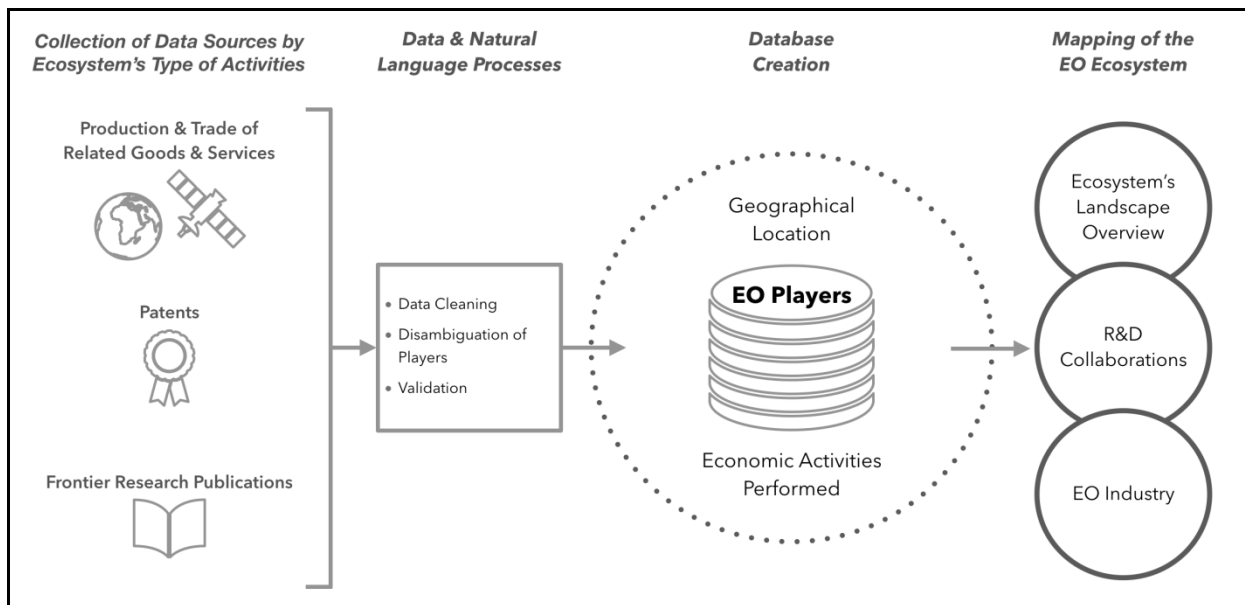 Collection of Data Sources by
Ecosystem's Type of Activities
Data & Natural
Language Processes
Database
Creation
Mapping of the
EO Ecosystem
Production & Trade of
Related Goods & Services
Patents
Frontier Research Publications
• Data Cleaning
• Disambiguation of
Players
• Validation
Geographical
Location
EO Players
Economic Activities
Performed
Ecosystem's
Landscape
Overview
R&D
Collaborations
EO Industry